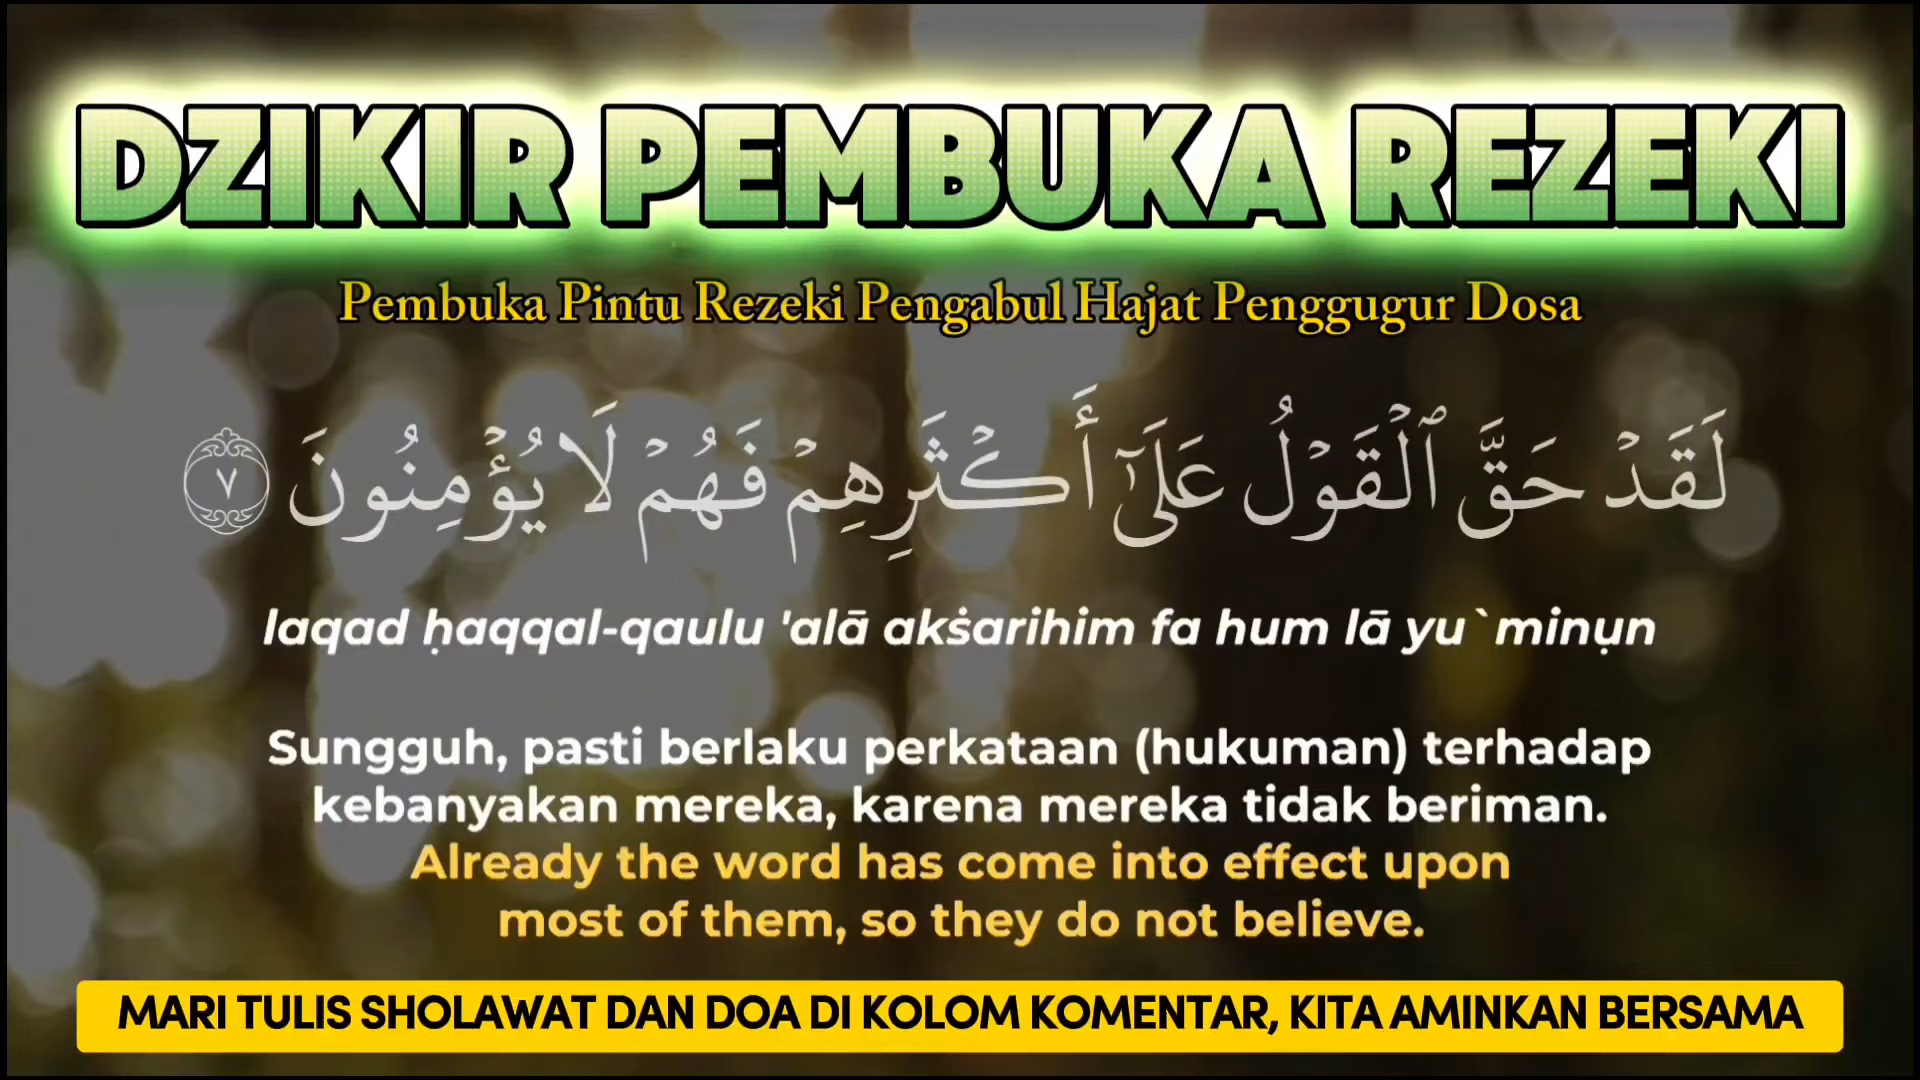 DZIKIR PEMBUKA REZEKI
Pembuka Pintu Rezeki Pengabul Hajat Penggugur Dosa
لَقَدۡ حَقَّ ٱلۡقَوۡلُ عَلَىٰٓ أَكۡثَرِهِمۡ فَهُمۡ لَا يُؤۡمِنُونَ ٧
laqad ḥaqqal-qaulu 'alā akṡarihim fa hum lā yu`minụn
Sungguh, pasti berlaku perkataan (hukuman) terhadap
kebanyakan mereka, karena mereka tidak beriman.
Already the word has come into effect upon
most of them, so they do not believe.
MARI TULIS SHOLAWAT DAN DOA DI KOLOM KOMENTAR, KITA AMINKAN BERSAMA